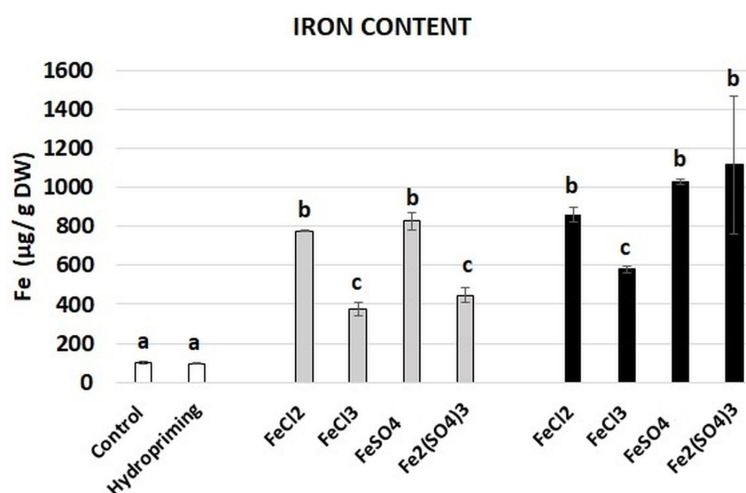 IRON CONTENT
Fe (µg/ g DW)
1600
1400
1200
1000
800
600
400
200
0
a
a
b
c
b
c
b
c
b
b
Control
Hydropriming
FeCl2
FeCl3
FeSO4
Fe2(SO4)3
FeCl2
FeCl3
FeSO4
Fe2(SO4)3